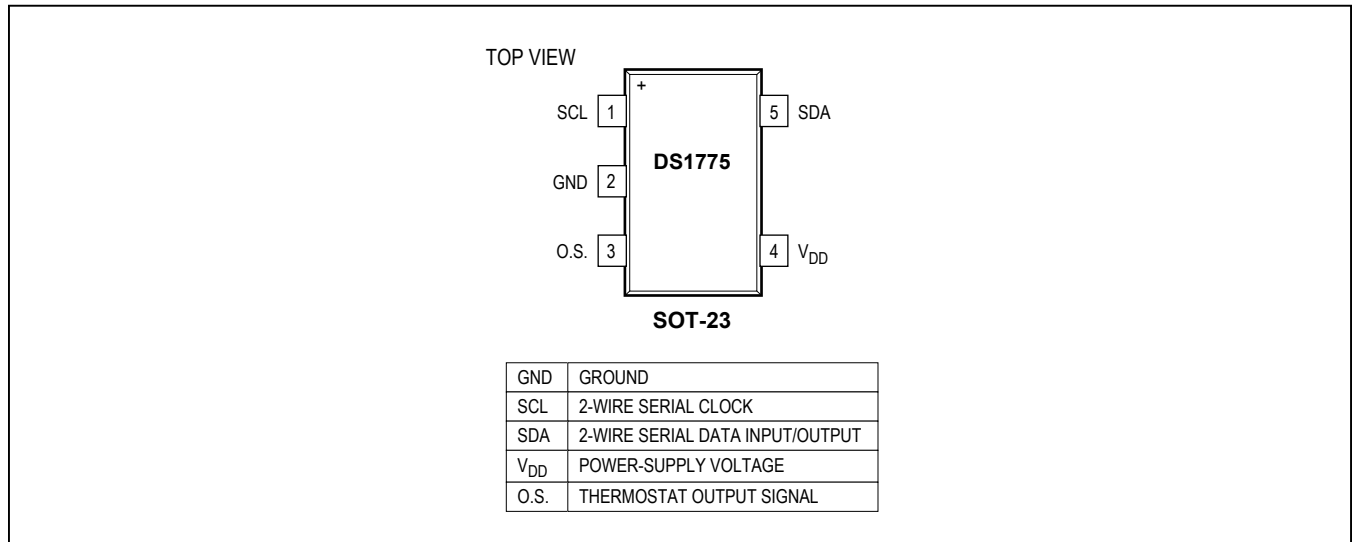 TOP VIEW
+
SCL 1
5 SDA
DS1775
GND 2
O.S. 3
4 VDD
SOT-23
GND GROUND
SCL 2-WIRE SERIAL CLOCK
SDA 2-WIRE SERIAL DATA INPUT/OUTPUT
VDD POWER-SUPPLY VOLTAGE
O.S. THERMOSTAT OUTPUT SIGNAL